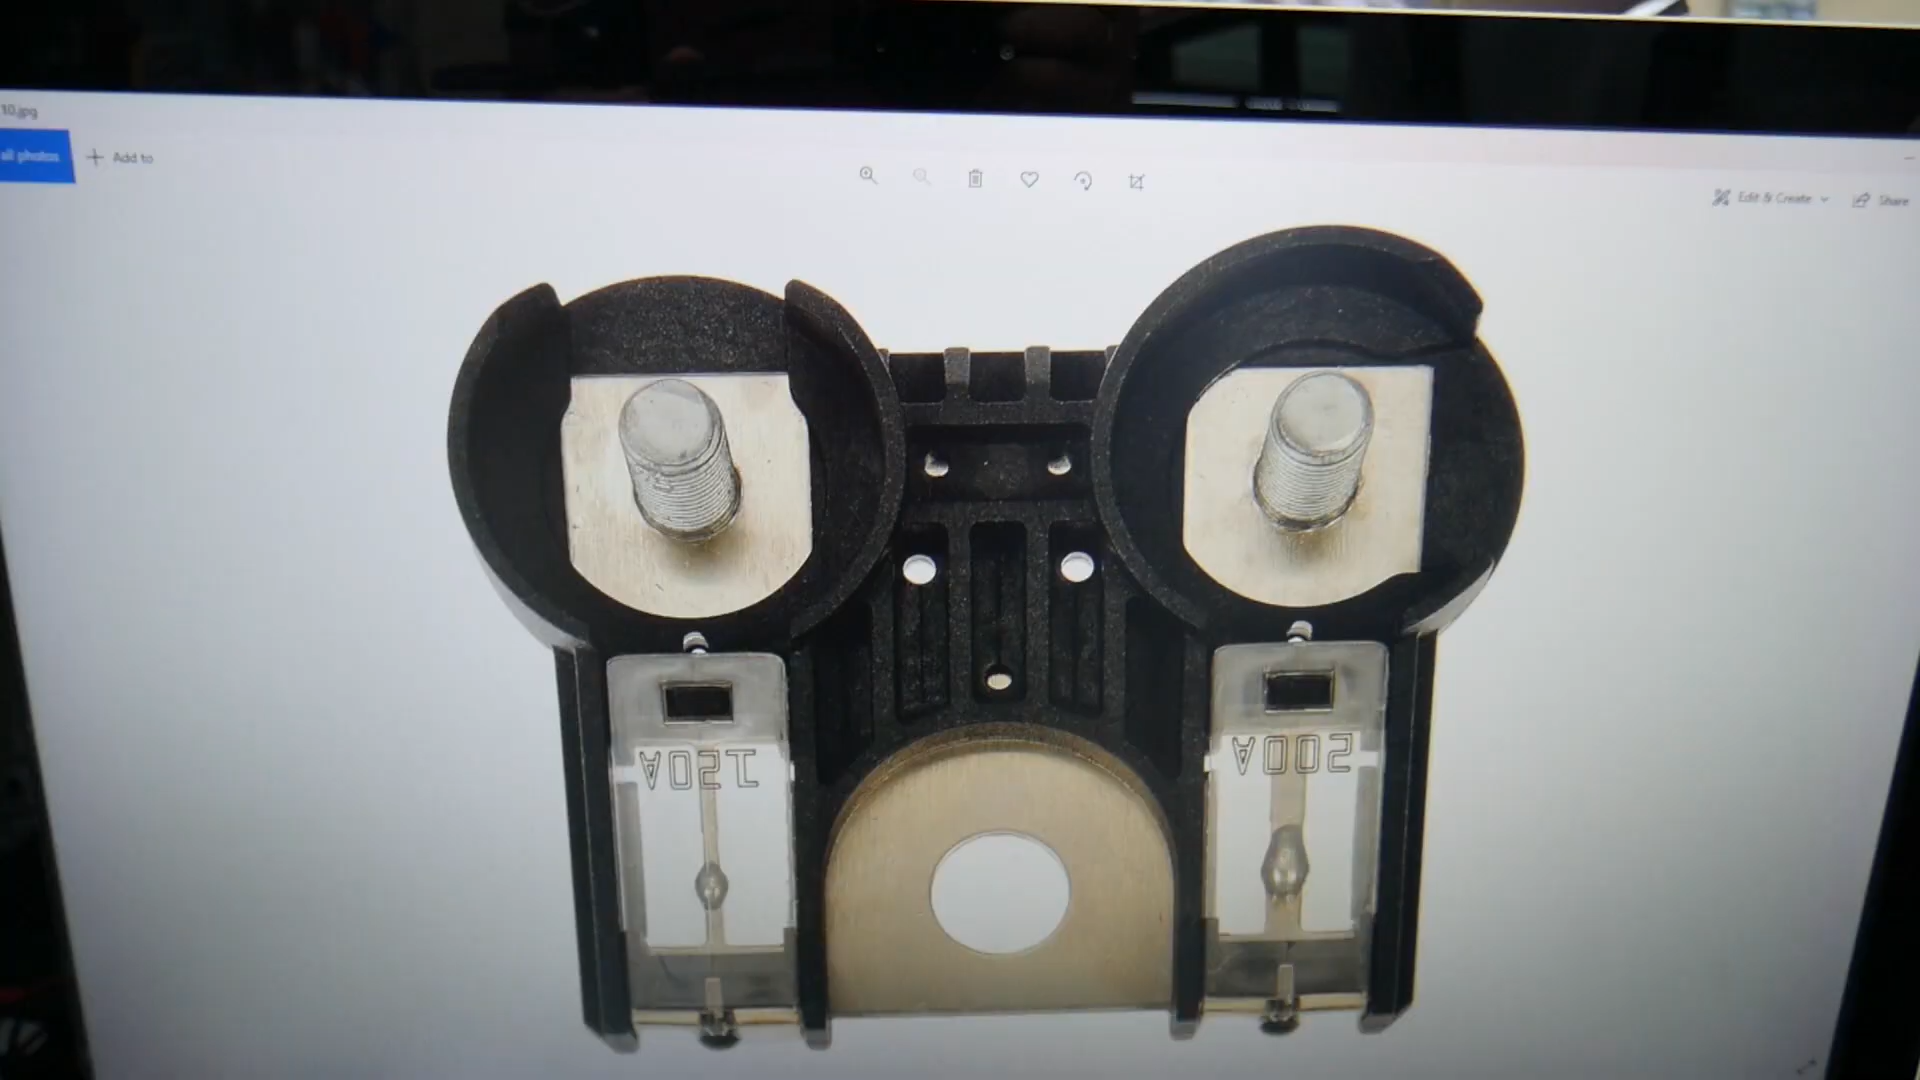 10.jpg
all photos
Add to
Edit & Create
Share
120A
200A